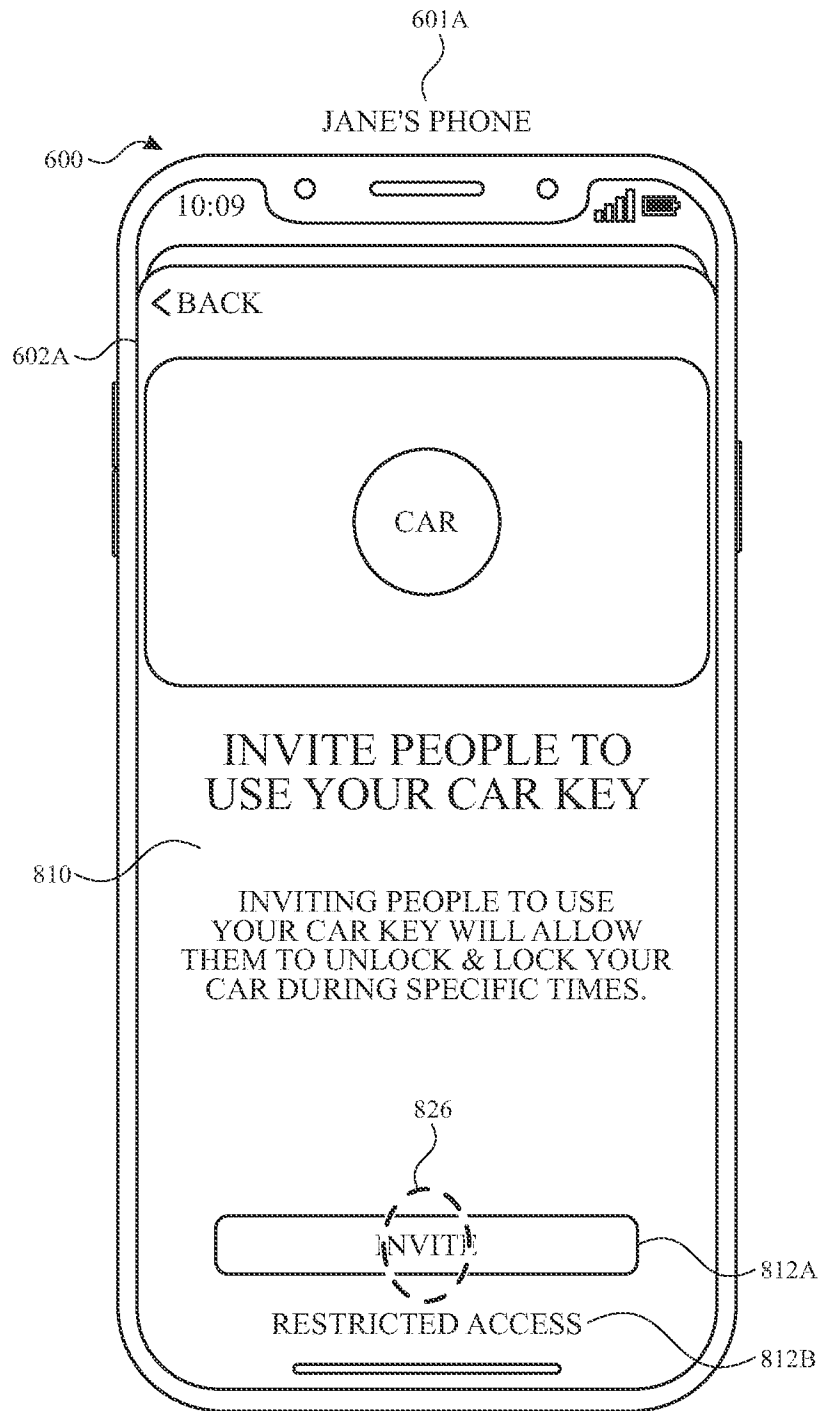 601A
JANE'S PHONE
600
10:09
< BACK
602A
CAR
INVITE PEOPLE TO
USE YOUR CAR KEY
810
INVITING PEOPLE TO USE
YOUR CAR KEY WILL ALLOW
THEM TO UNLOCK & LOCK YOUR
CAR DURING SPECIFIC TIMES.
826
INVITE
812A
RESTRICTED ACCESS
812B